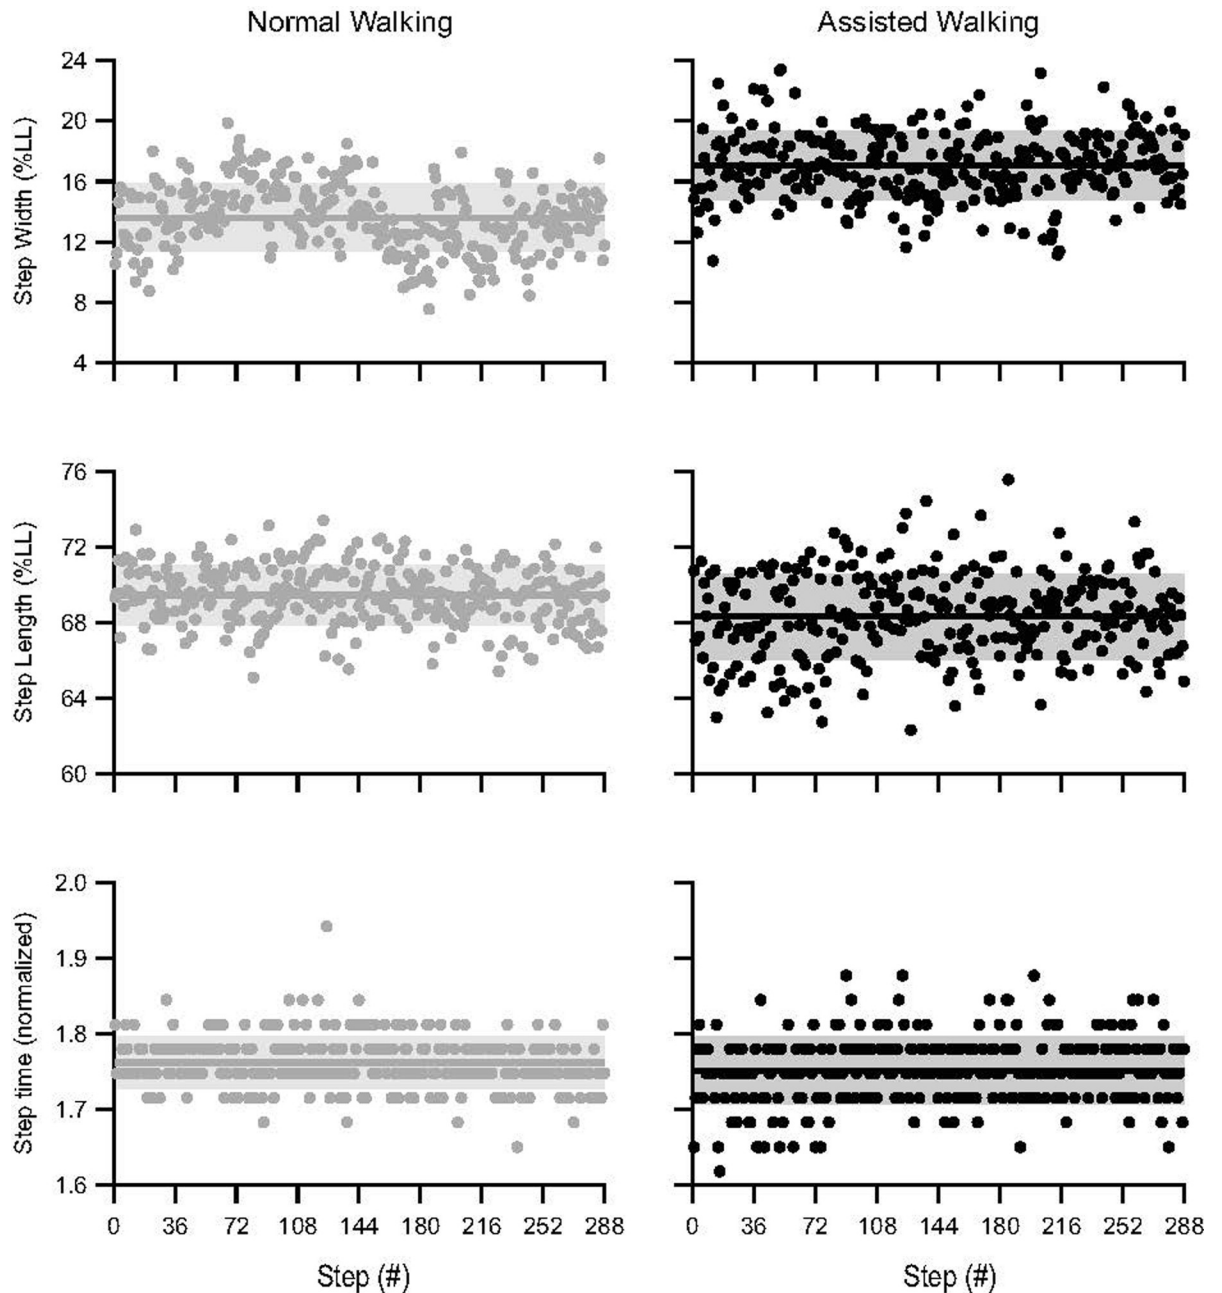 Normal Walking
Assisted Walking
Step Width (%LL)
24
20
16
12
8
4
Step Length (%LL)
76
72
68
64
60
Step time (normalized)
2.0
1.9
1.8
1.7
1.6
0 36 72 108 144 180 216 252 288
0 36 72 108 144 180 216 252 288
Step (#)
Step (#)